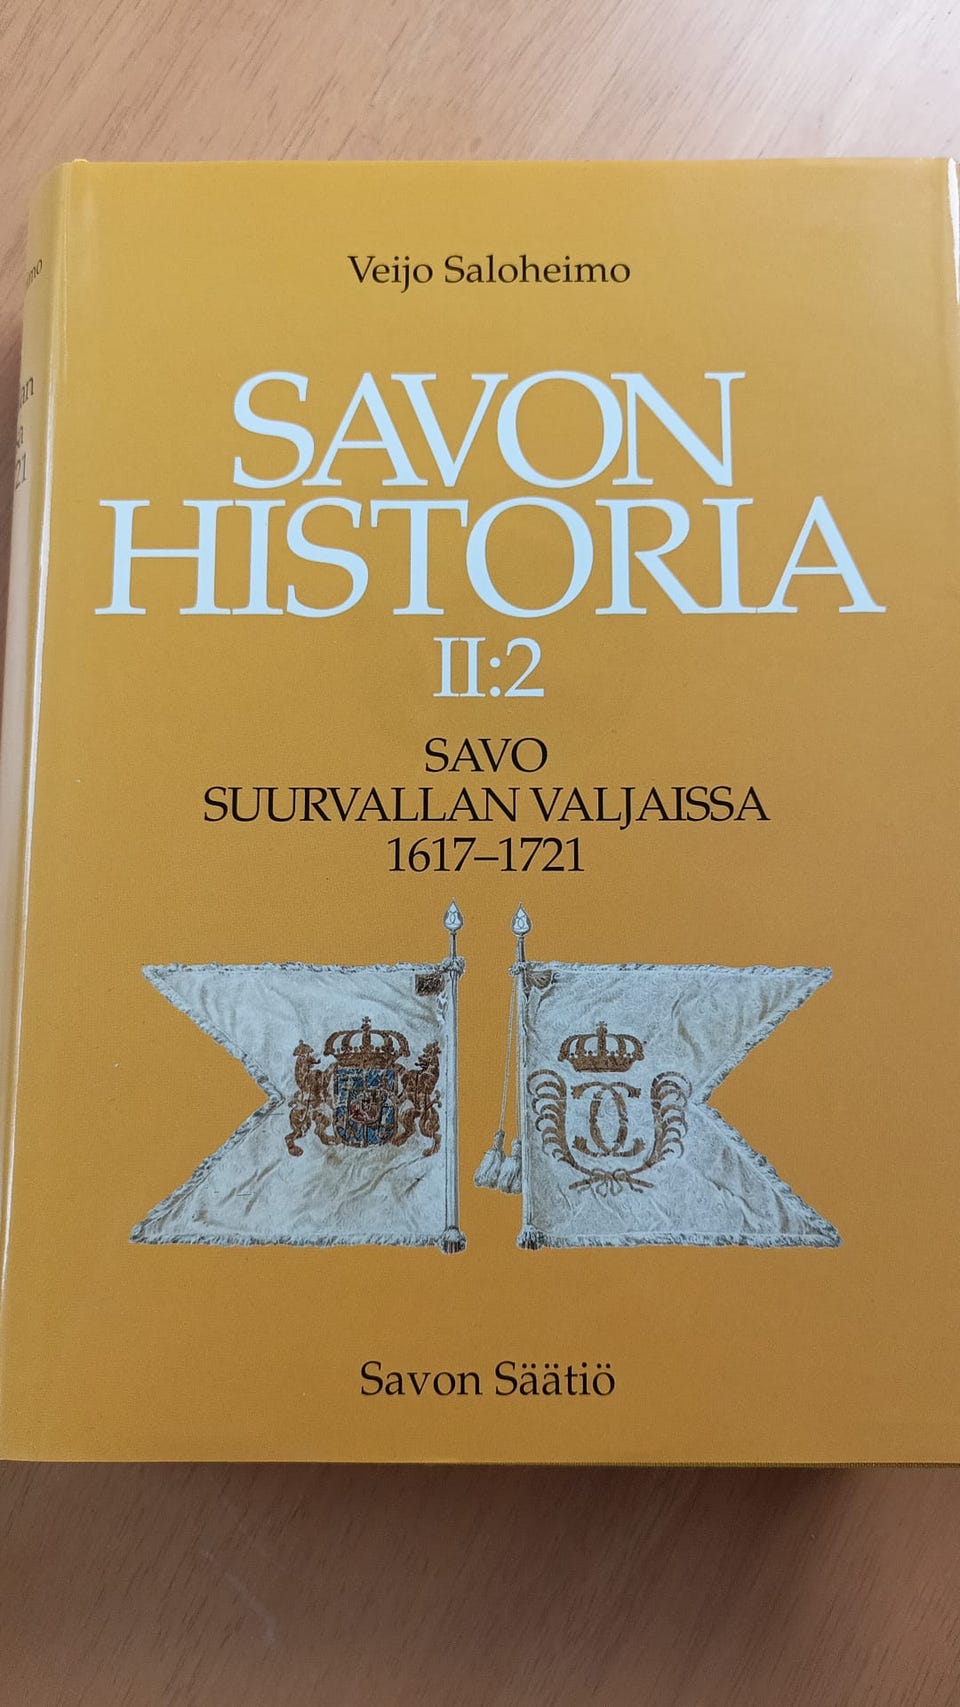 Veijo Saloheimo
SAVON
HISTORIA
II:2
SAVO
SUURVALLAN VALJAISSA
1617–1721
Savon Säätiö